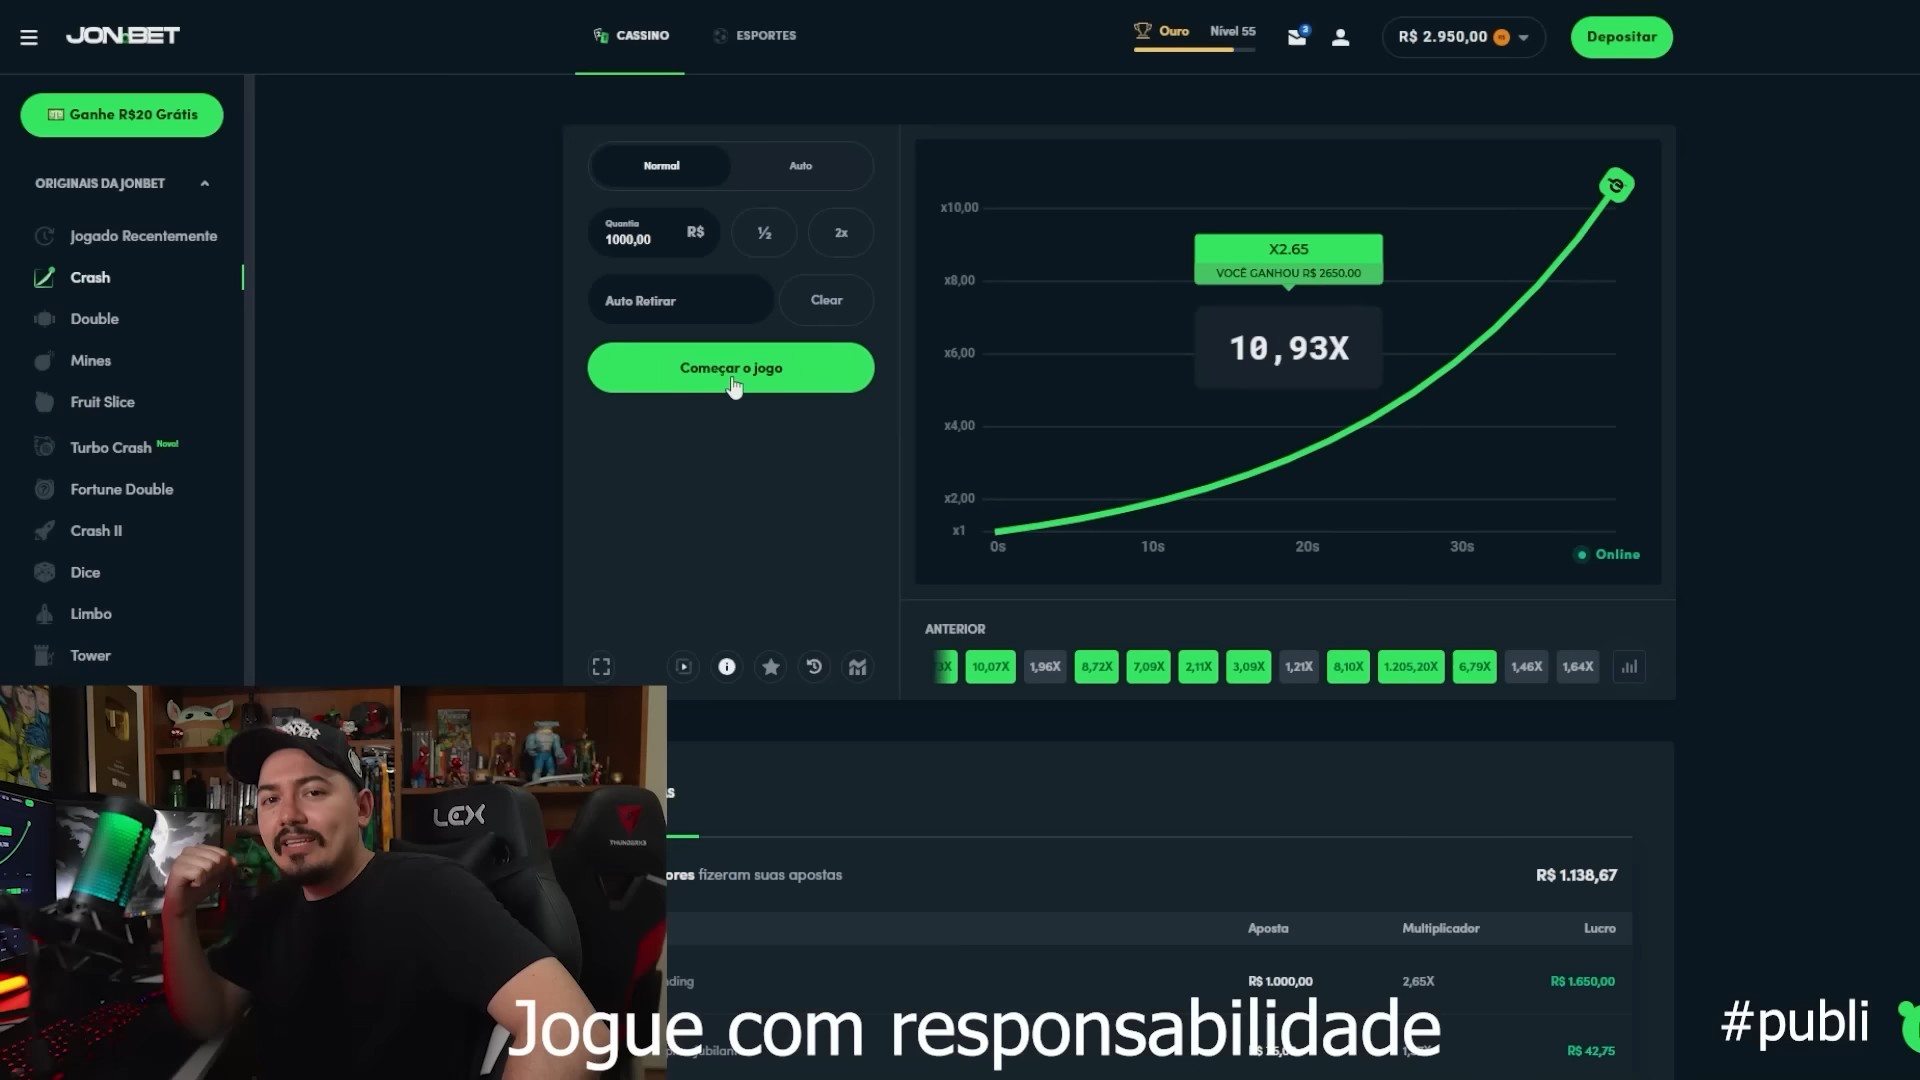 JONBET
CASSINO
ESPORTES
Ouro
Nível 55
3
R$ 2.950,00
Depositar
Ganhe R$20 Grátis
ORIGINAIS DA JONBET
Jogado Recentemente
Crash
Double
Mines
Fruit Slice
Turbo Crash Novo!
Fortune Double
Crash II
Dice
Limbo
Tower
Normal
Auto
Quantia
1000,00
R$
½
2x
Auto Retirar
Clear
Começar o jogo
x10,00
x8,00
x6,00
x4,00
x2,00
x1
0s
10s
20s
30s
X2.65
VOCÊ GANHOU R$ 2650.00
10,93X
Online
ANTERIOR
3X
10,07X
1,96X
8,72X
7,09X
2,11X
3,09X
1,21X
8,10X
1.205,20X
6,79X
1,46X
1,64X
s
ores fizeram suas apostas
R$ 1.138,67
Aposta
Multiplicador
Lucro
nding
R$ 1.000,00
2,65X
R$ 1.650,00
R$ 42,75
LEX
THUNDERX3
Jogue com responsabilidade
#publi